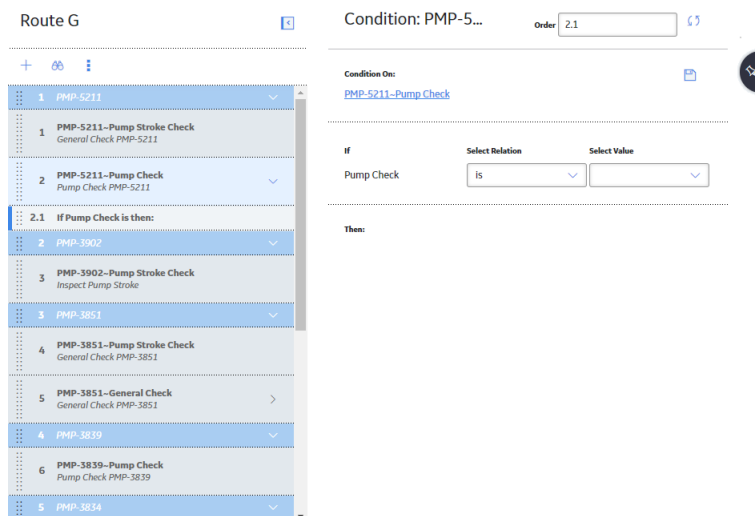 Route G
1 PMP-5211
1 PMP-5211~Pump Stroke Check
General Check PMP-5211
2 PMP-5211~Pump Check
Pump Check PMP-5211
2.1 If Pump Check is then:
2 PMP-3902
3 PMP-3902~Pump Stroke Check
Inspect Pump Stroke
3 PMP-3851
4 PMP-3851~Pump Stroke Check
General Check PMP-3851
5 PMP-3851~General Check
General Check PMP-3851
4 PMP-3839
6 PMP-3839~Pump Check
Pump Check PMP-3839
5 PMP-3834
Condition: PMP-5...
Order 2.1
Condition On:
PMP-5211~Pump Check
If Select Relation Select Value
Pump Check is
Then: